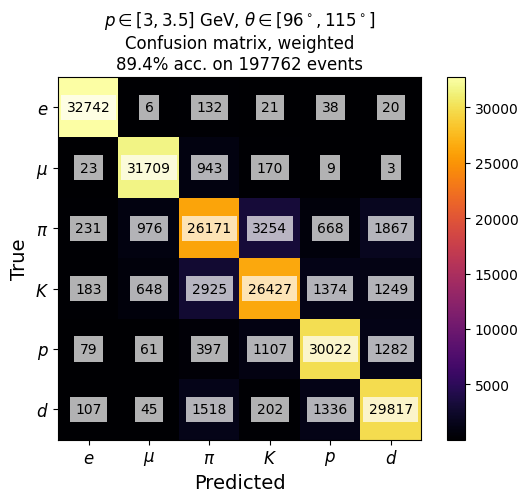 p ∈ [3, 3.5] GeV, θ ∈ [96°, 115°]
Confusion matrix, weighted
89.4% acc. on 197762 events
e 32742 6 132 21 38 20
μ 23 31709 943 170 9 3
π 231 976 26171 3254 668 1867
K 183 648 2925 26427 1374 1249
p 79 61 397 1107 30022 1282
d 107 45 1518 202 1336 29817
e μ π K p d
Predicted
True
30000
25000
20000
15000
10000
5000